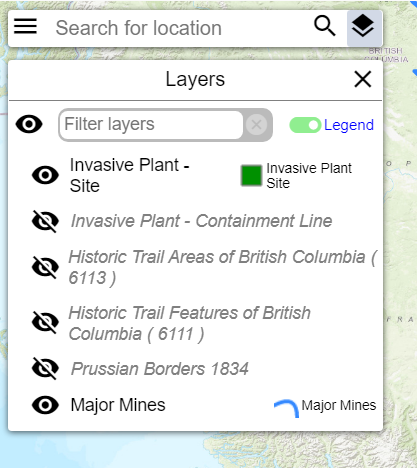 Search for location
BRITISH
COLUMBIA
Layers
Filter layers
Legend
Invasive Plant -
Site
Invasive Plant
Site
Invasive Plant - Containment Line
Historic Trail Areas of British Columbia (
6113 )
Historic Trail Features of British
Columbia ( 6111 )
Prussian Borders 1834
Major Mines
Major Mines